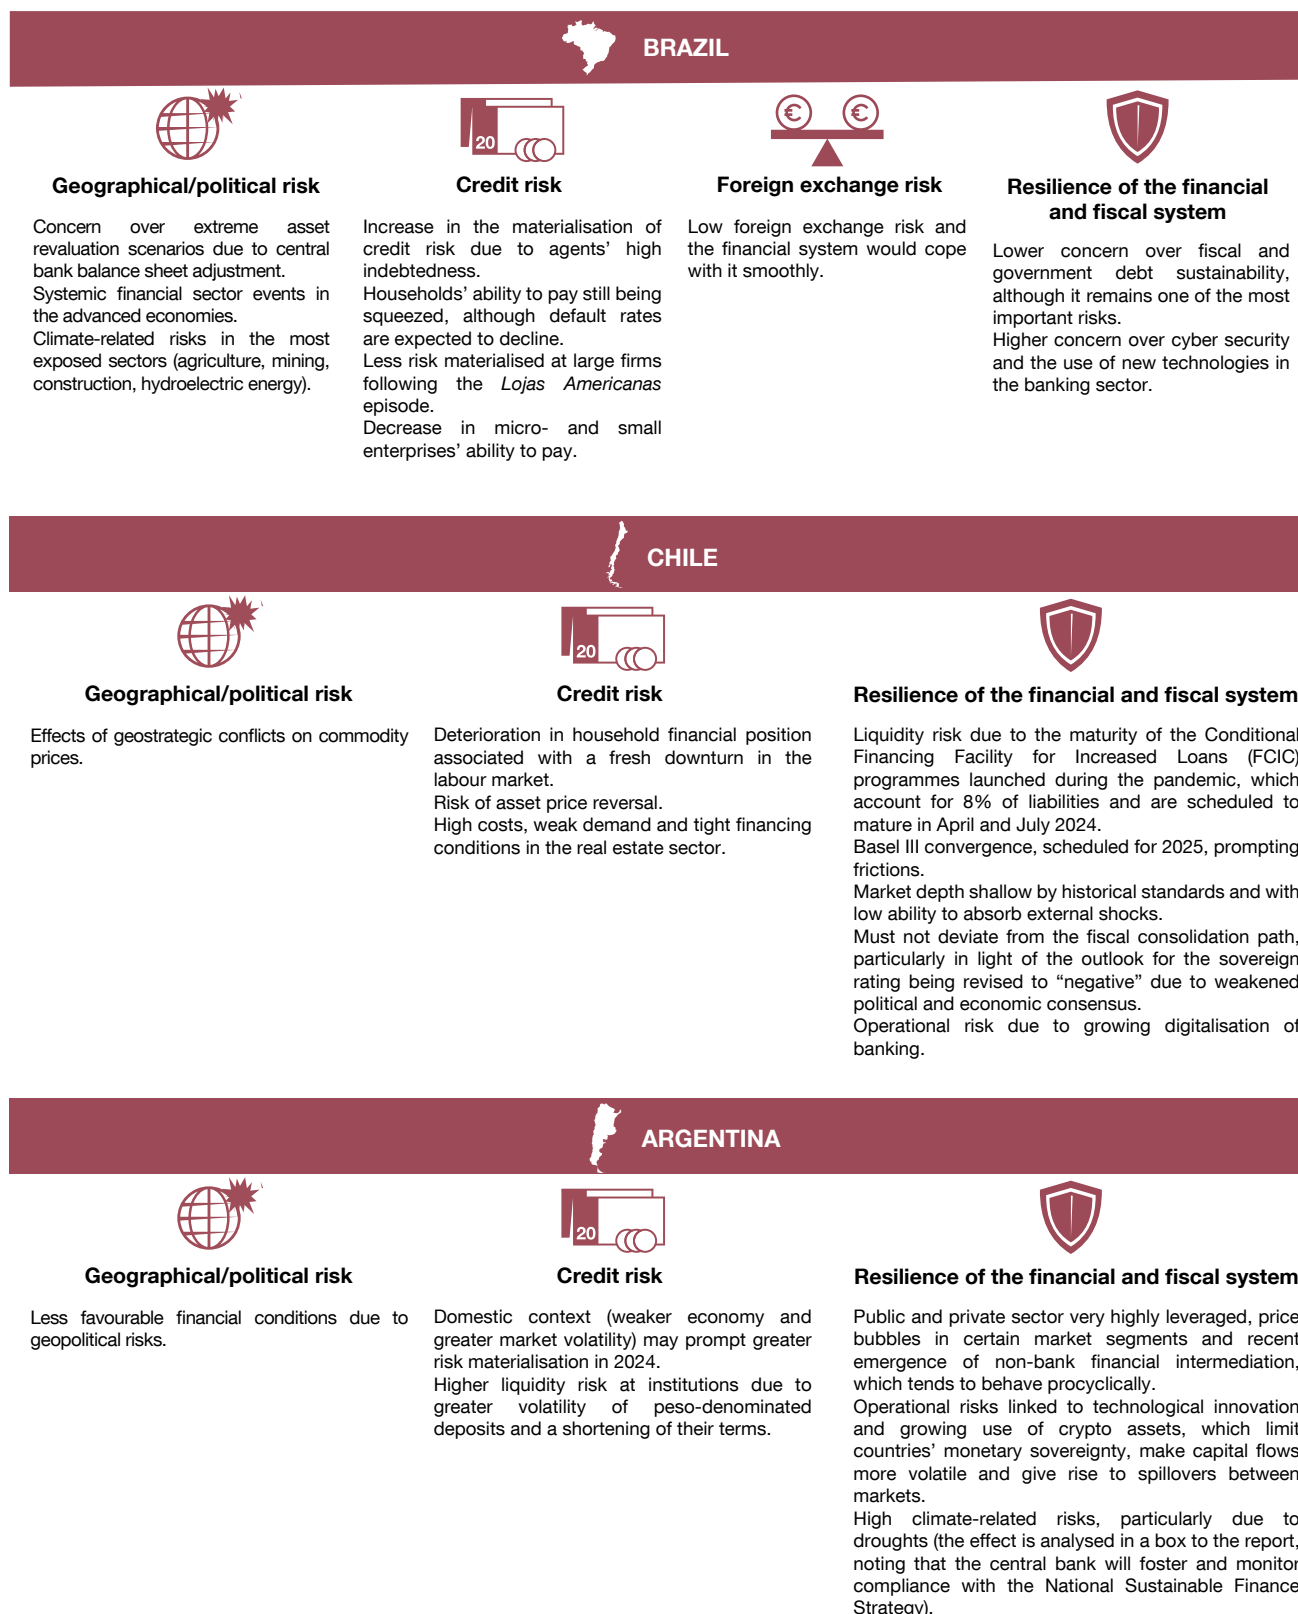 BRAZIL
20
€ €
Geographical/political risk
Concern over extreme asset
revaluation scenarios due to central
bank balance sheet adjustment.
Systemic financial sector events in
the advanced economies.
Climate-related risks in the most
exposed sectors (agriculture, mining,
construction, hydroelectric energy).
Credit risk
Increase in the materialisation of
credit risk due to agents’ high
indebtedness.
Households’ ability to pay still being
squeezed, although default rates
are expected to decline.
Less risk materialised at large firms
following the Lojas Americanas
episode.
Decrease in micro- and small
enterprises’ ability to pay.
Foreign exchange risk
Low foreign exchange risk and
the financial system would cope
with it smoothly.
Resilience of the financial
and fiscal system
Lower concern over fiscal and
government debt sustainability,
although it remains one of the most
important risks.
Higher concern over cyber security
and the use of new technologies in
the banking sector.
CHILE
20
Geographical/political risk
Effects of geostrategic conflicts on commodity
prices.
Credit risk
Deterioration in household financial position
associated with a fresh downturn in the
labour market.
Risk of asset price reversal.
High costs, weak demand and tight financing
conditions in the real estate sector.
Resilience of the financial and fiscal system
Liquidity risk due to the maturity of the Conditional
Financing Facility for Increased Loans (FCIC)
programmes launched during the pandemic, which
account for 8% of liabilities and are scheduled to
mature in April and July 2024.
Basel III convergence, scheduled for 2025, prompting
frictions.
Market depth shallow by historical standards and with
low ability to absorb external shocks.
Must not deviate from the fiscal consolidation path,
particularly in light of the outlook for the sovereign
rating being revised to “negative” due to weakened
political and economic consensus.
Operational risk due to growing digitalisation of
banking.
ARGENTINA
20
Geographical/political risk
Less favourable financial conditions due to
geopolitical risks.
Credit risk
Domestic context (weaker economy and
greater market volatility) may prompt greater
risk materialisation in 2024.
Higher liquidity risk at institutions due to
greater volatility of peso-denominated
deposits and a shortening of their terms.
Resilience of the financial and fiscal system
Public and private sector very highly leveraged, price
bubbles in certain market segments and recent
emergence of non-bank financial intermediation,
which tends to behave procyclically.
Operational risks linked to technological innovation
and growing use of crypto assets, which limit
countries’ monetary sovereignty, make capital flows
more volatile and give rise to spillovers between
markets.
High climate-related risks, particularly due to
droughts (the effect is analysed in a box to the report,
noting that the central bank will foster and monitor
compliance with the National Sustainable Finance
Strategy).